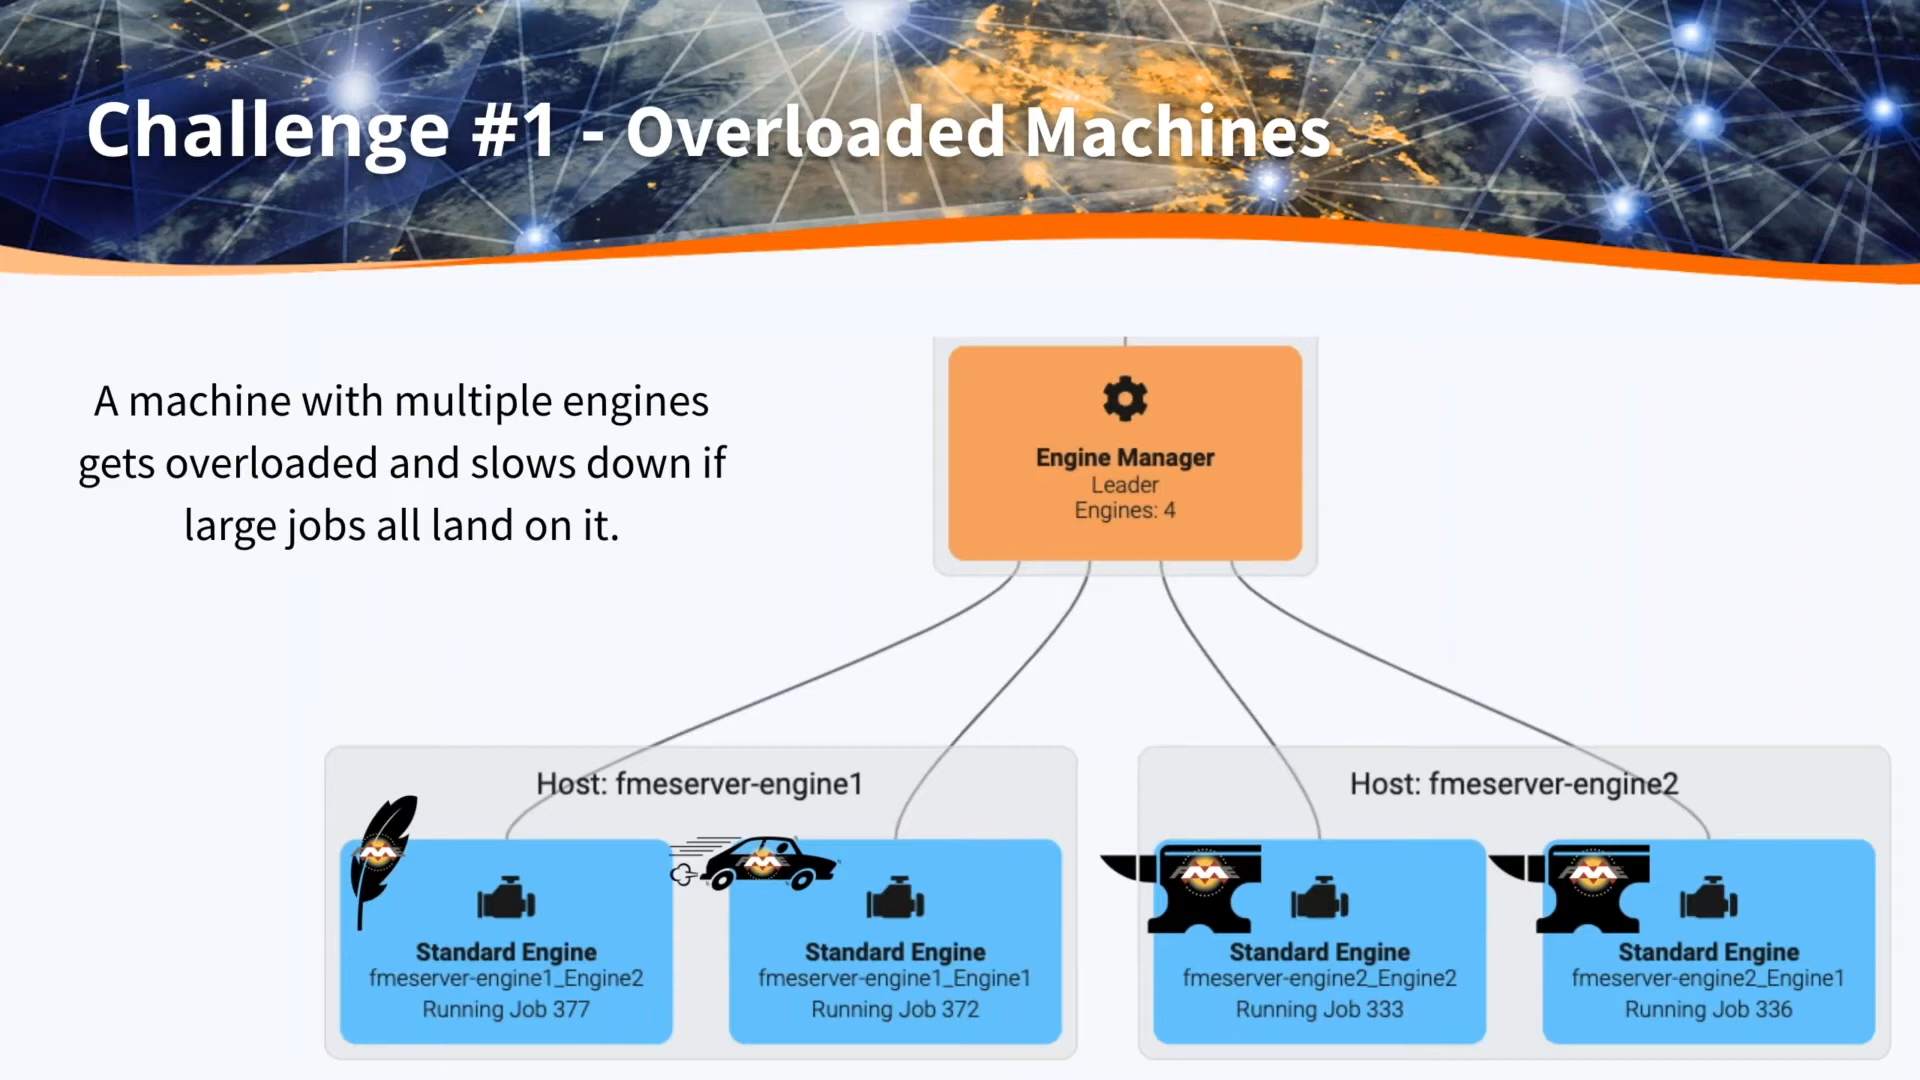 Challenge #1 - Overloaded Machines
A machine with multiple engines
gets overloaded and slows down if
large jobs all land on it.
Engine Manager
Leader
Engines: 4
Host: fmeserver-engine1
Standard Engine
fmeserver-engine1_Engine2
Running Job 377
Standard Engine
fmeserver-engine1_Engine1
Running Job 372
Host: fmeserver-engine2
Standard Engine
fmeserver-engine2_Engine2
Running Job 333
Standard Engine
fmeserver-engine2_Engine1
Running Job 336